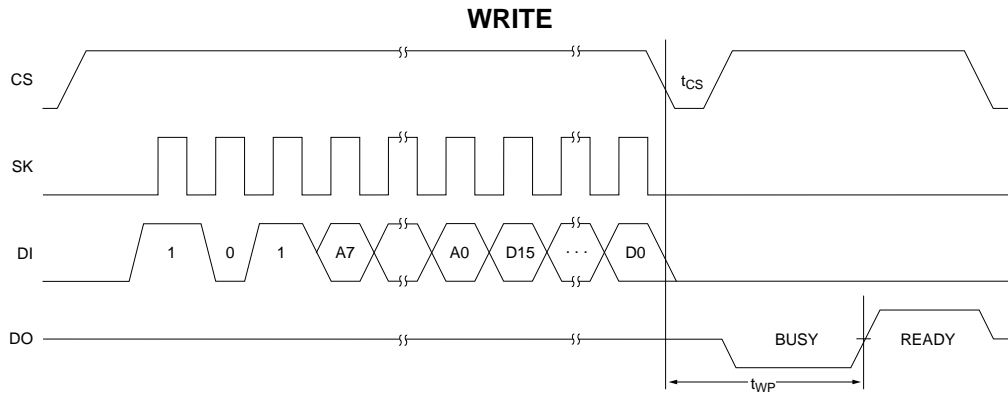 WRITE
CS
tCS
SK
DI
1 0 1 A7 A0 D15 · · · D0
DO
BUSY READY
tWP